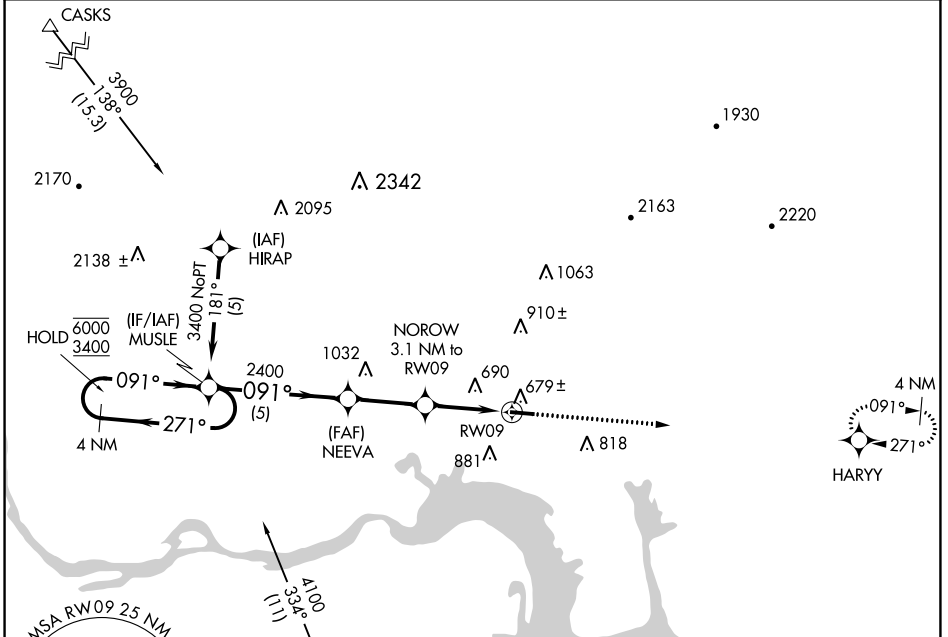 CASKS
3900
138°
(15.3)
1930
2170
2342
2095
2163
2220
(IAF)
HIRAP
2138 ±
3400 NoPT
181°
(5)
1063
910±
HOLD
6000
3400
(IF/IAF)
MUSLE
NOROW
3.1 NM to
RW09
1032
2400
091°
091°
(5)
690
679±
4 NM
091°
271°
271°
4 NM
(FAF)
NEEVA
RW09
881
818
HARYY
4100
334°
(11)
MSA RW09 25 NM